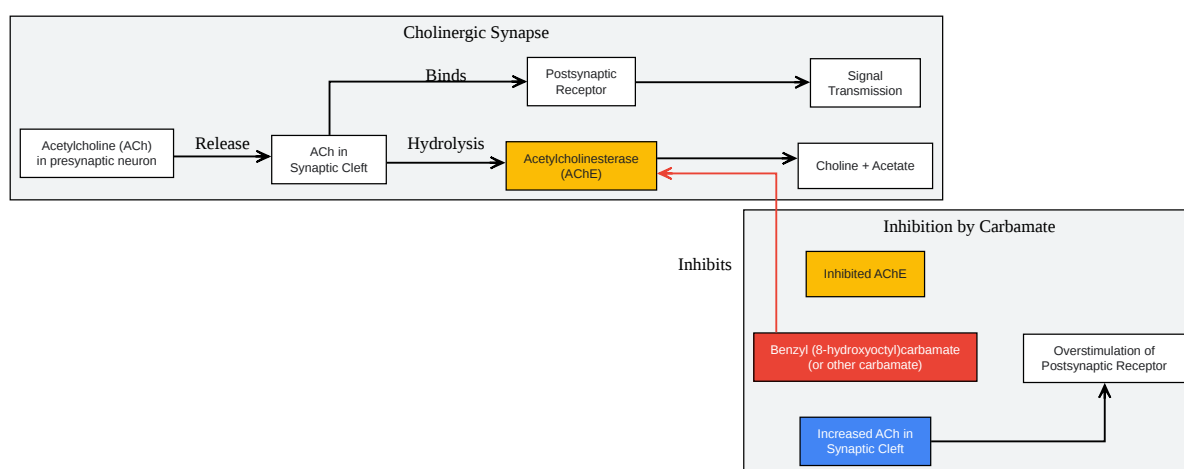 Cholinergic Synapse
Binds
Postsynaptic
Receptor
Signal
Transmission
Acetylcholine (ACh)
in presynaptic neuron
Release
ACh in
Synaptic Cleft
Hydrolysis
Acetylcholinesterase
(AChE)
Choline + Acetate
Inhibition by Carbamate
Inhibits
Inhibited AChE
Benzyl (8-hydroxyoctyl)carbamate
(or other carbamate)
Overstimulation of
Postsynaptic Receptor
Increased ACh in
Synaptic Cleft